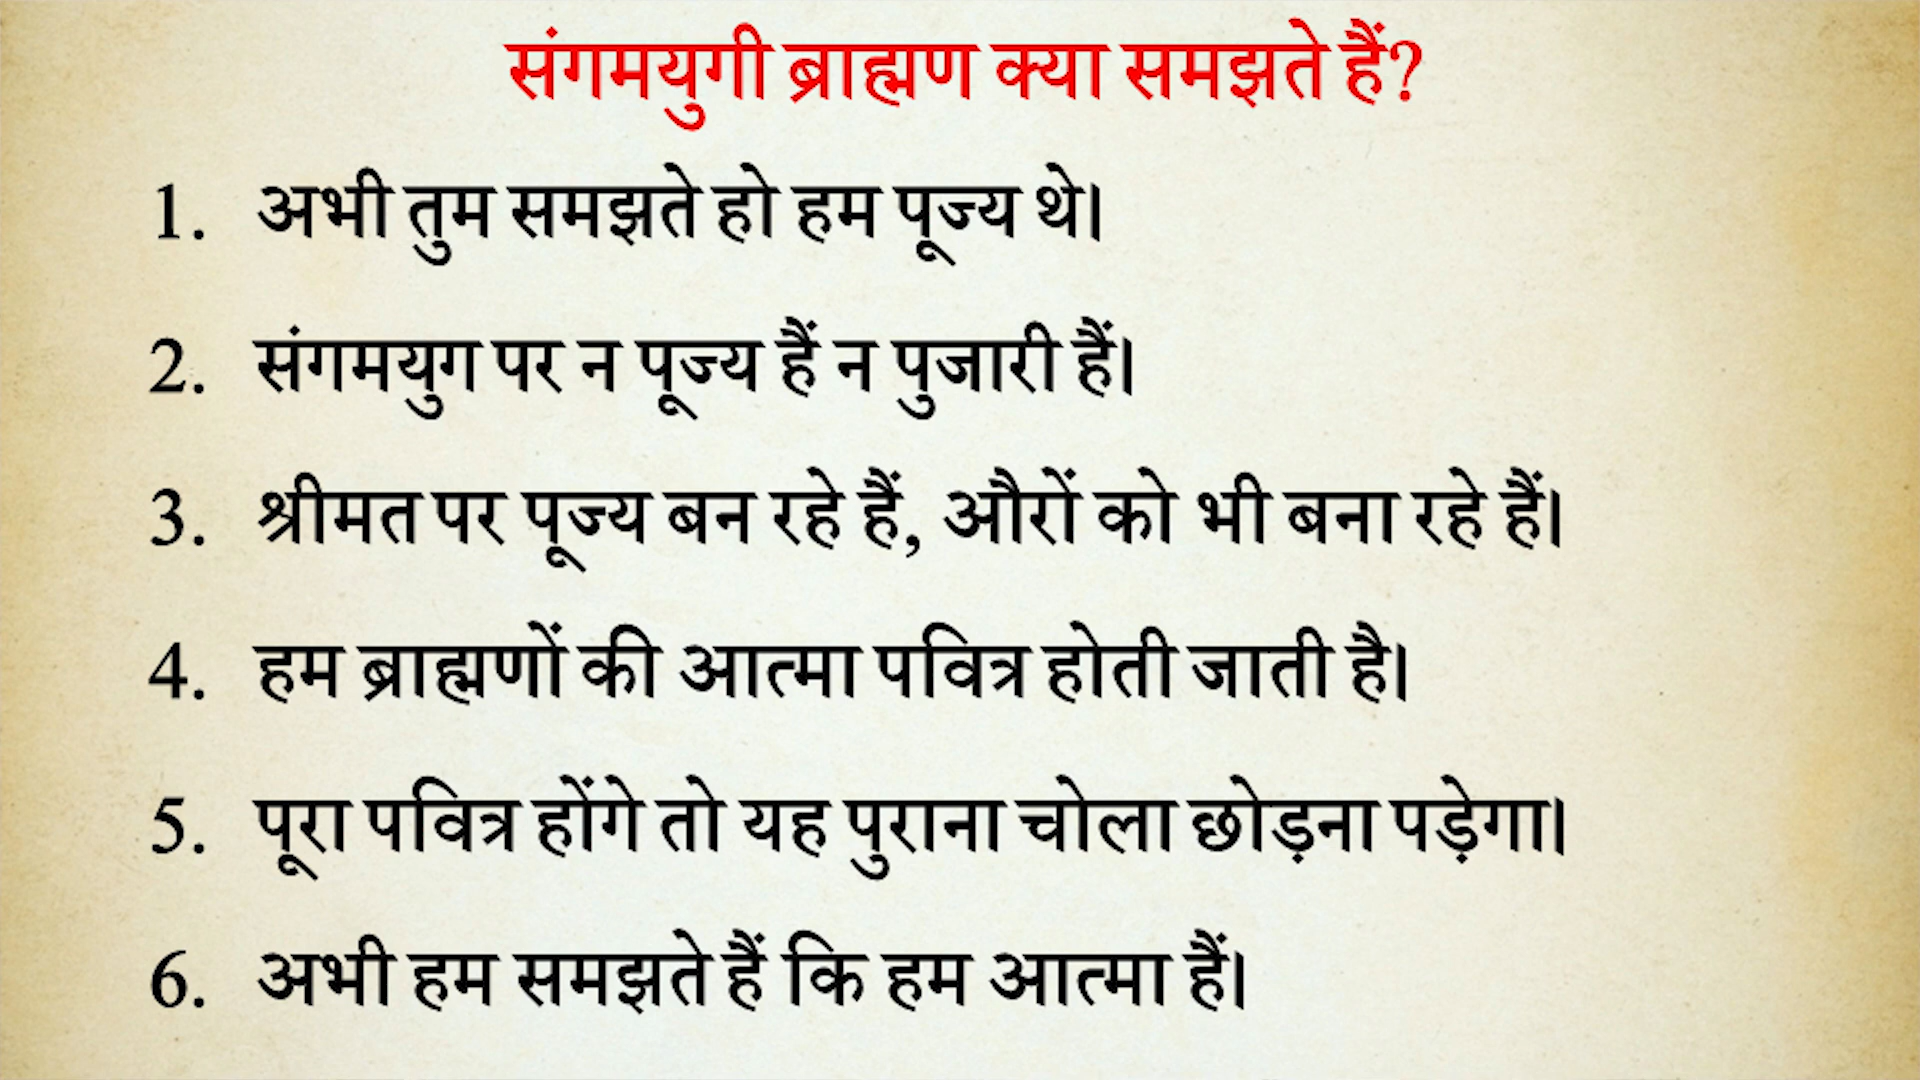 संगमयुगी ब्राह्मण क्या समझते हैं?
1. अभी तुम समझते हो हम पूज्य थे।
2. संगमयुग पर न पूज्य हैं न पुजारी हैं।
3. श्रीमत पर पूज्य बन रहे हैं, औरों को भी बना रहे हैं।
4. हम ब्राह्मणों की आत्मा पवित्र होती जाती है।
5. पूरा पवित्र होंगे तो यह पुराना चोला छोड़ना पड़ेगा।
6. अभी हम समझते हैं कि हम आत्मा हैं।